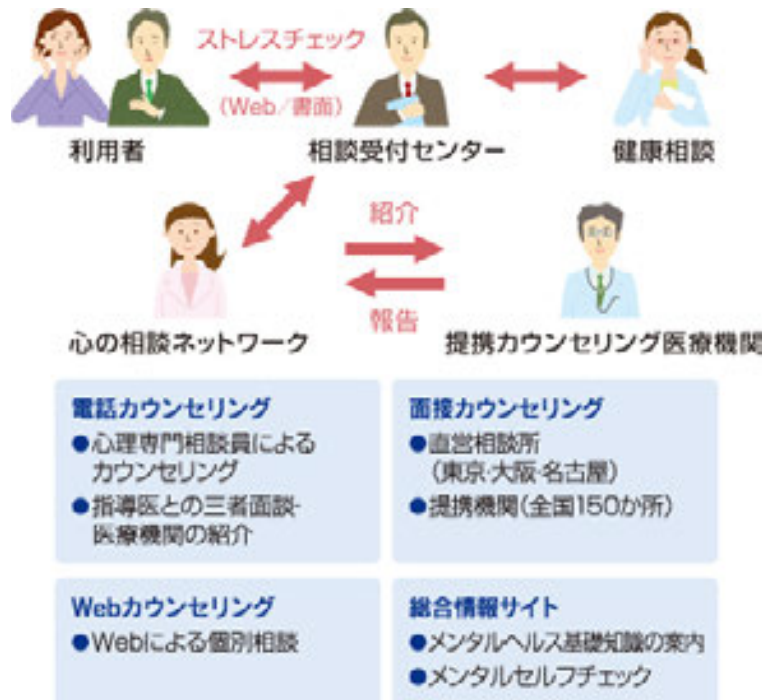 ストレスチェック
(Web/書面)
利用者
相談受付センター
健康相談
紹介
報告
心の相談ネットワーク
提携カウンセリング医療機関
電話カウンセリング
●心理専門相談員による
カウンセリング
●指導医との三者面談・
医療機関の紹介
面接カウンセリング
●直営相談所
(東京・大阪・名古屋)
●提携機関(全国150か所)
Webカウンセリング
●Webによる個別相談
総合情報サイト
●メンタルヘルス基礎知識の案内
●メンタルセルフチェック